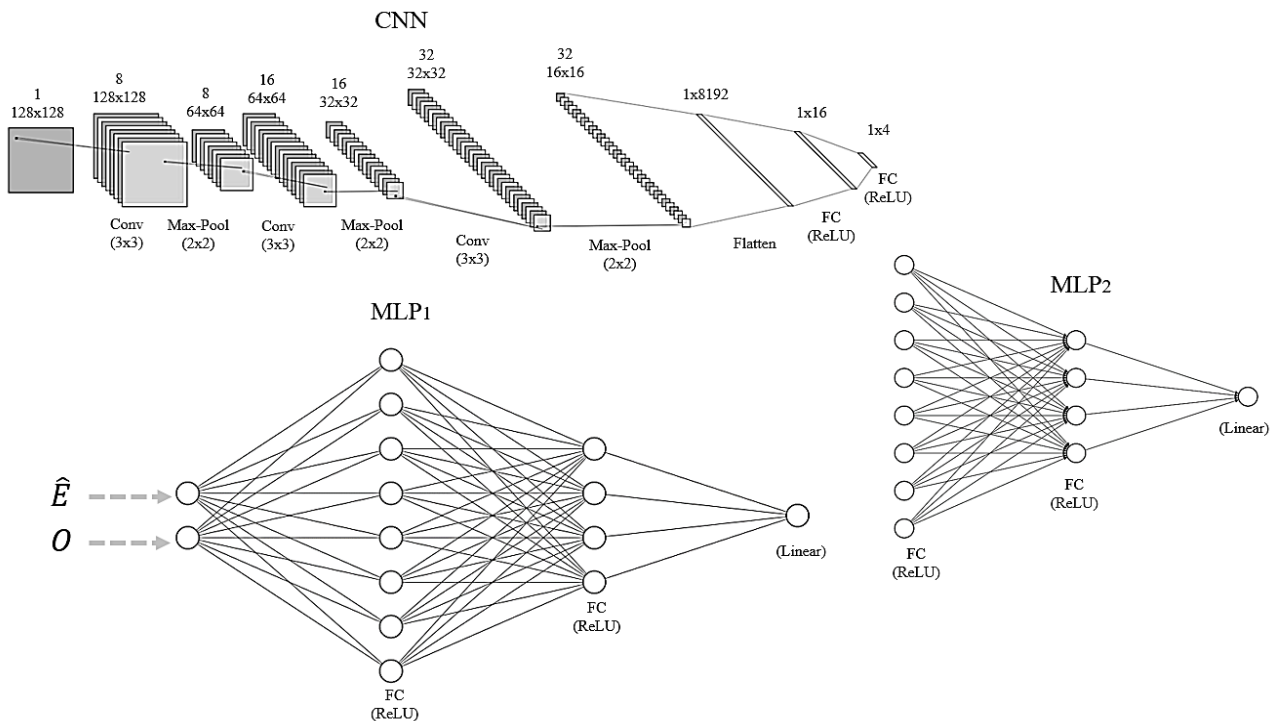 CNN
1
128x128
8
128x128
8
64x64
16
64x64
16
32x32
32
32x32
32
16x16
1x8192
1x16
1x4
Conv
(3x3)
Max-Pool
(2x2)
Conv
(3x3)
Max-Pool
(2x2)
Conv
(3x3)
Max-Pool
(2x2)
Flatten
FC
(ReLU)
FC
(ReLU)
MLP1
Ê
O
FC
(ReLU)
FC
(ReLU)
(Linear)
MLP2
FC
(ReLU)
FC
(ReLU)
(Linear)